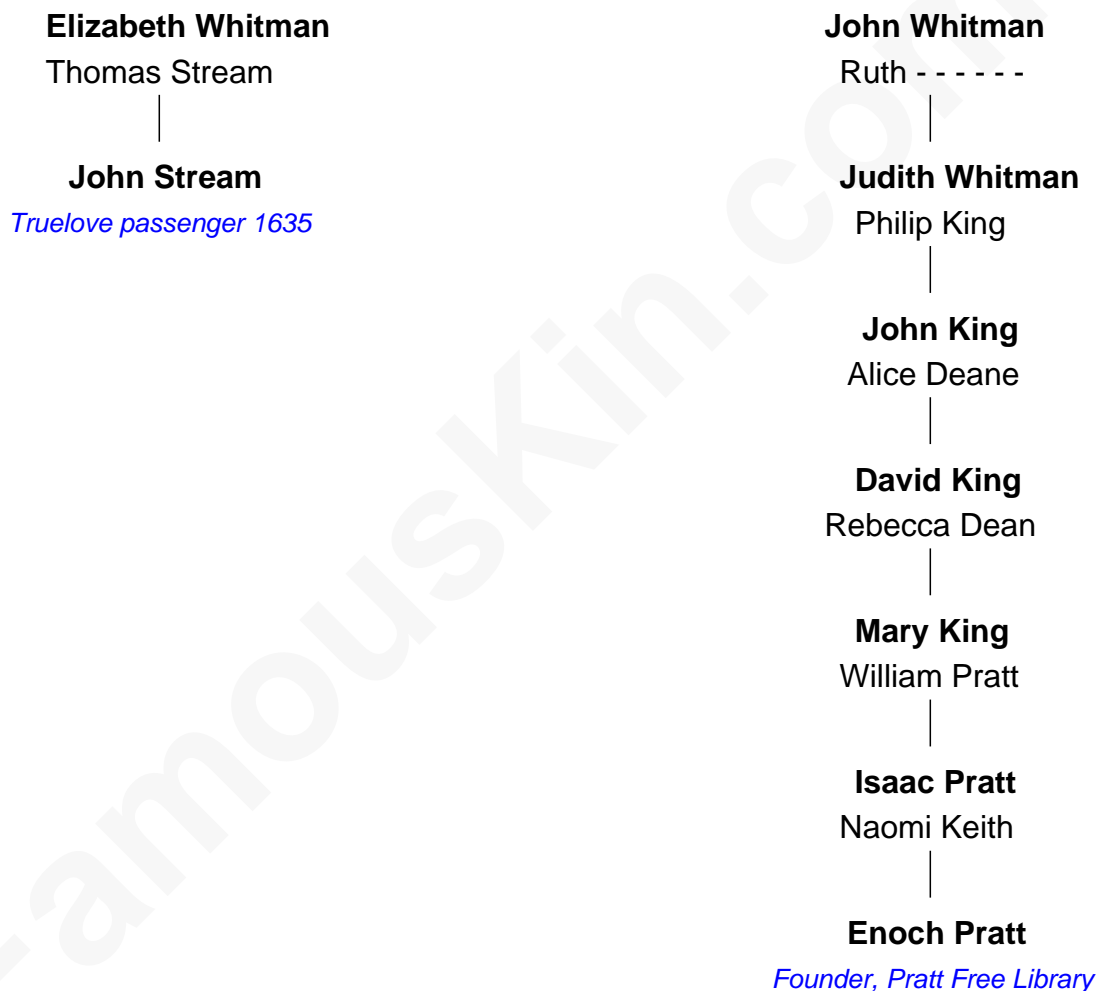 Elizabeth Whitman
Thomas Stream
John Stream
Truelove passenger 1635
John Whitman
Ruth - - - - - -
Judith Whitman
Philip King
John King
Alice Deane
David King
Rebecca Dean
Mary King
William Pratt
Isaac Pratt
Naomi Keith
Enoch Pratt
Founder, Pratt Free Library
FamousKin.com